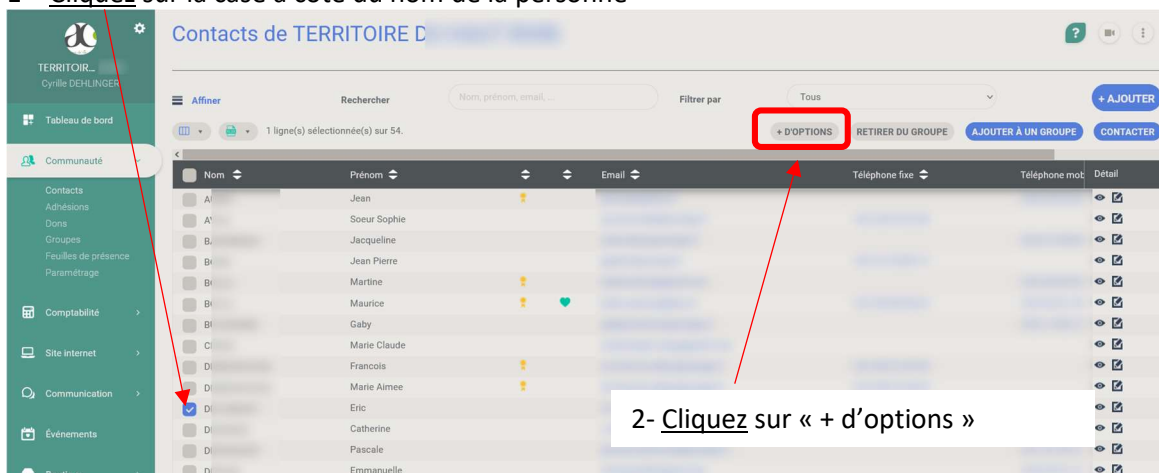 1- Cliquez sur la case à côté du nom de la personne
Contacts de TERRITOIRE D
?
TERRITOIR...
Cyrille DEHLINGER
Affiner
Rechercher
Nom, prénom, email, ...
Filtrer par
Tous
+ AJOUTER
Tableau de bord
1 ligne(s) sélectionnée(s) sur 54.
+ D'OPTIONS
RETIRER DU GROUPE
AJOUTER À UN GROUPE
CONTACTER
Communauté
Nom
Prénom
Email
Téléphone fixe
Téléphone mob
Détail
Contacts
Adhésions
Dons
Groupes
Feuilles de présence
Paramétrage
Comptabilité
Site internet
Communication
Événements
A
Jean
A
Soeur Sophie
B
Jacqueline
B
Jean Pierre
B
Martine
B
Maurice
B
Gaby
C
Marie Claude
D
Francois
D
Marie Aimee
D
Eric
D
Catherine
D
Pascale
D
Emmanuelle
2- Cliquez sur « + d'options »